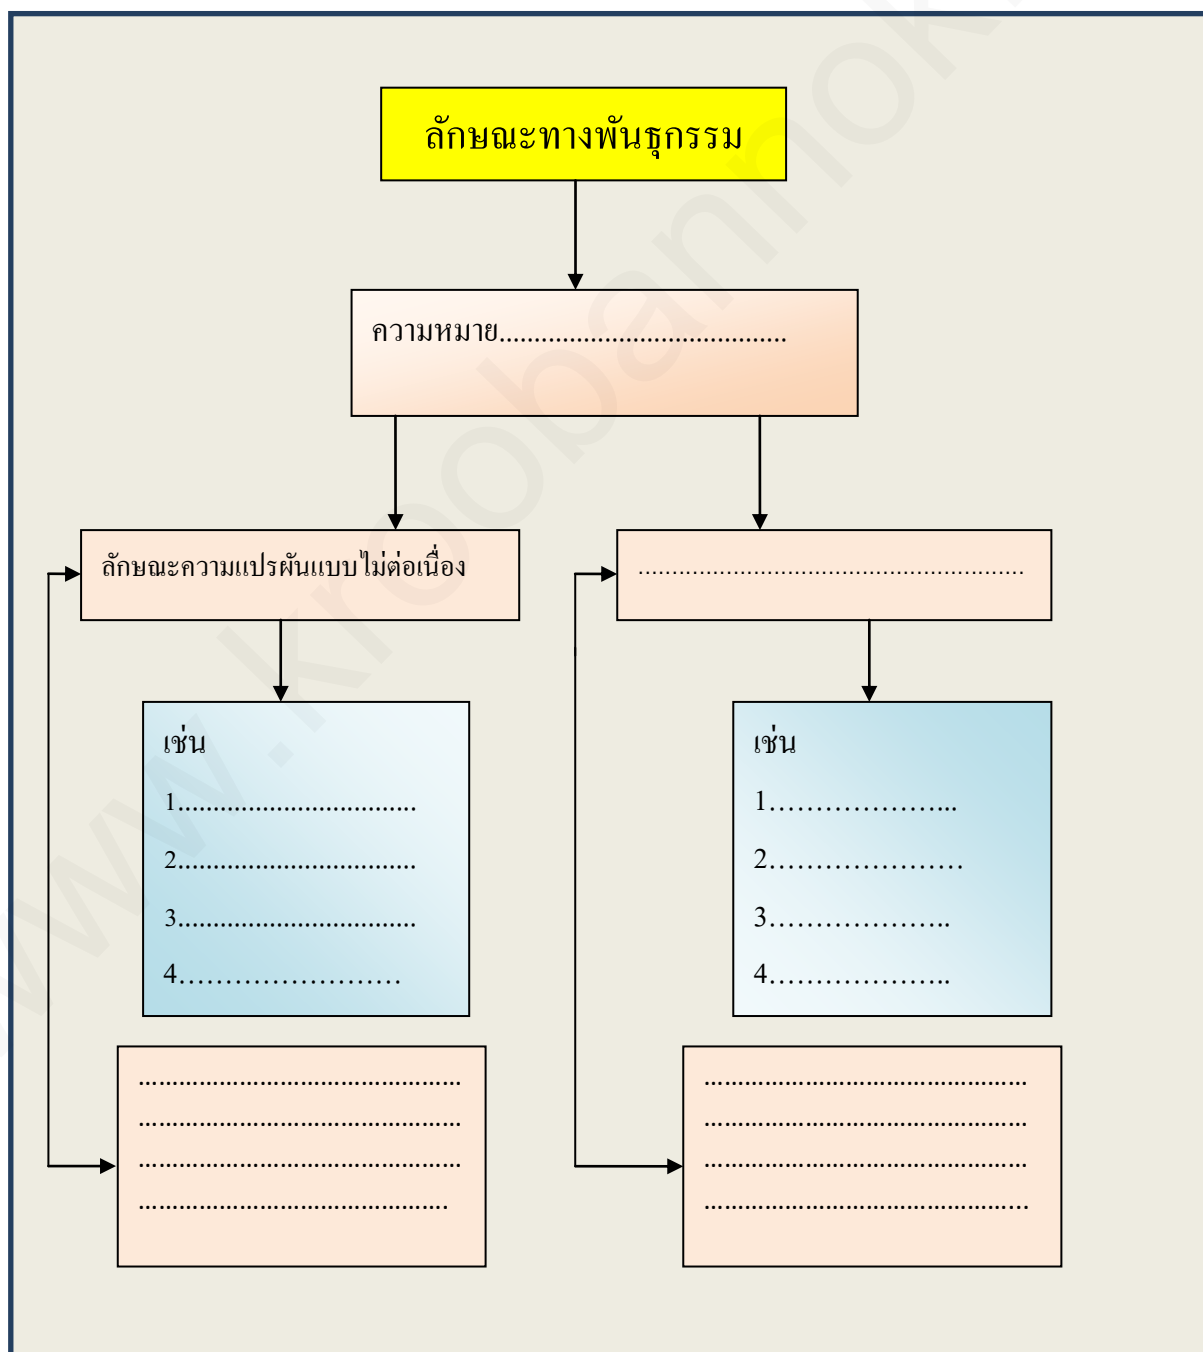 ลักษณะทางพันธุกรรม
ความหมาย.........................................
ลักษณะความแปรผันแบบไม่ต่อเนื่อง
.........................................................
เช่น
1..................................
2..................................
3..................................
4……………………
เช่น
1…………………...
2…………………
3………………..
4………………..
................................................
................................................
................................................
..............................................
................................................
................................................
................................................
................................................
www.kroobannok.